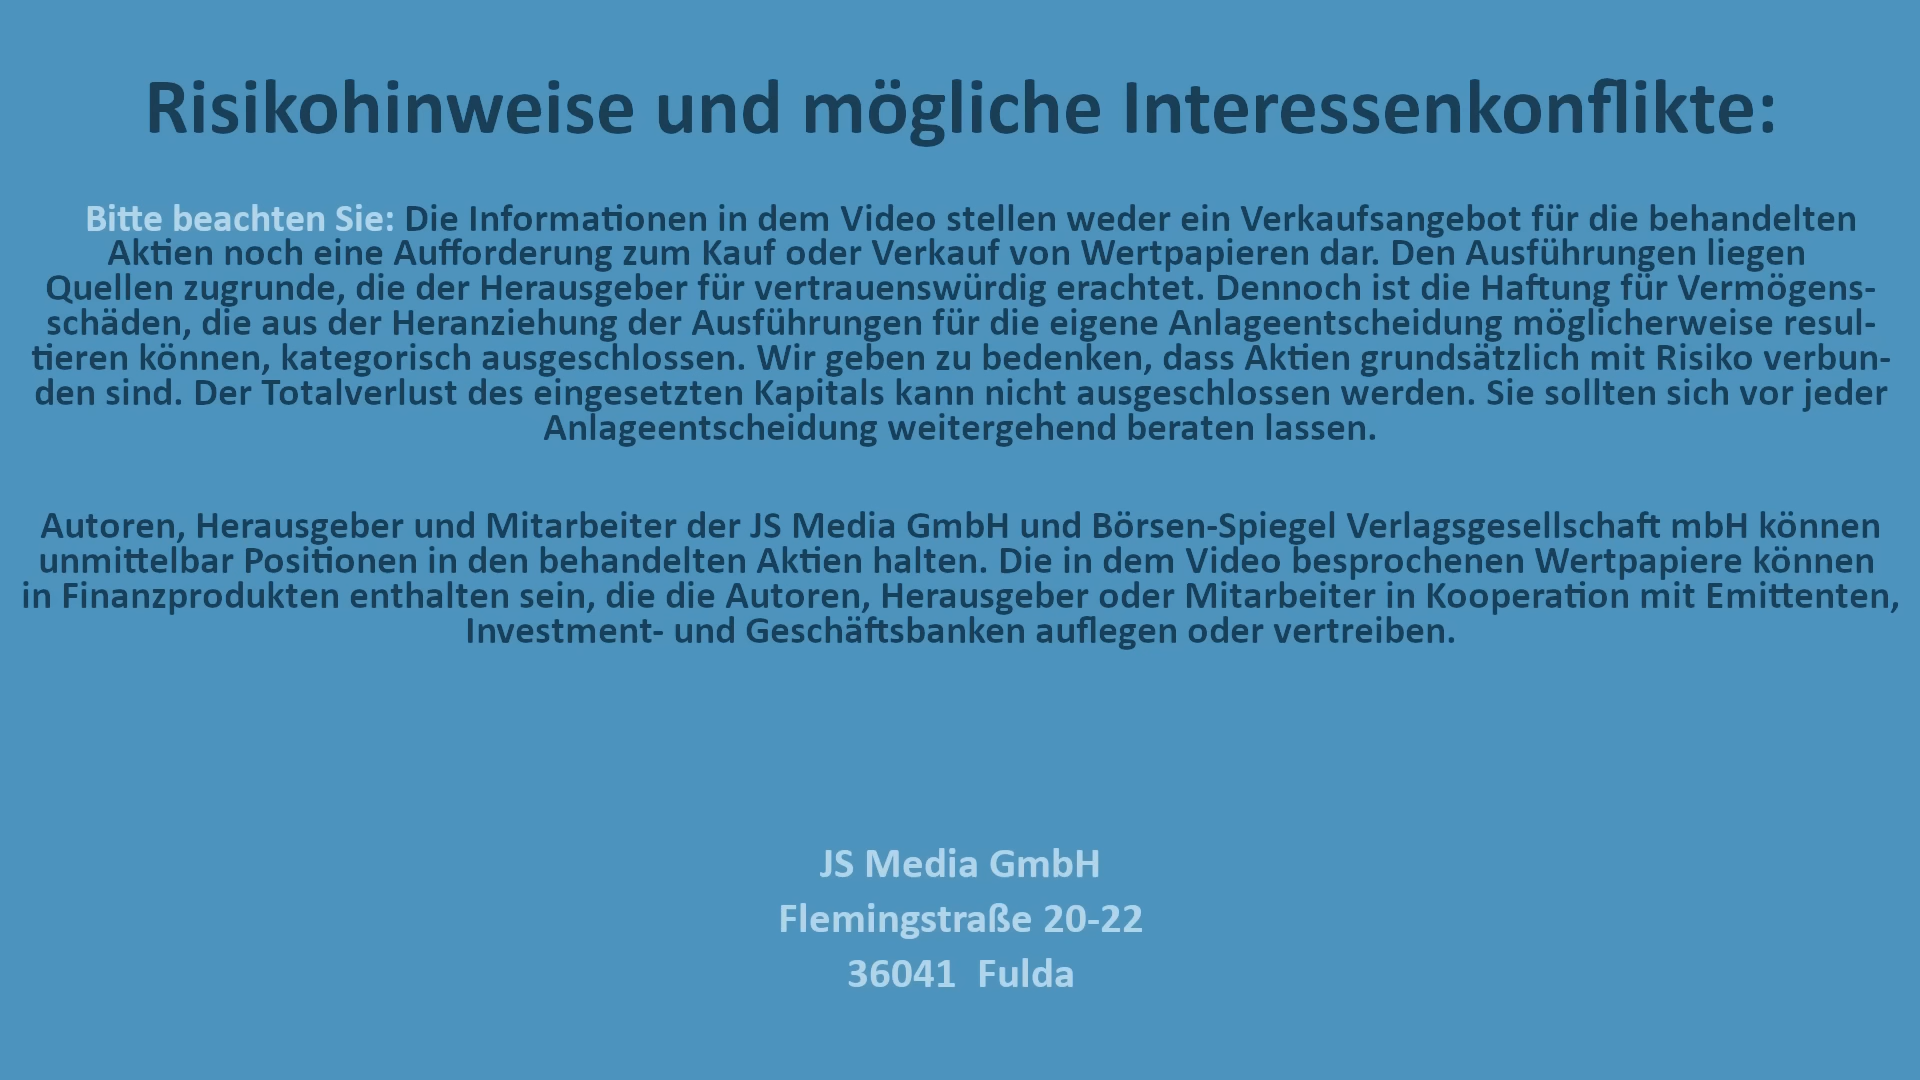 Risikohinweise und mögliche Interessenkonflikte:
Bitte beachten Sie: Die Informationen in dem Video stellen weder ein Verkaufsangebot für die behandelten
Aktien noch eine Aufforderung zum Kauf oder Verkauf von Wertpapieren dar. Den Ausführungen liegen
Quellen zugrunde, die der Herausgeber für vertrauenswürdig erachtet. Dennoch ist die Haftung für Vermögens-
schäden, die aus der Heranziehung der Ausführungen für die eigene Anlageentscheidung möglicherweise resul-
tieren können, kategorisch ausgeschlossen. Wir geben zu bedenken, dass Aktien grundsätzlich mit Risiko verbun-
den sind. Der Totalverlust des eingesetzten Kapitals kann nicht ausgeschlossen werden. Sie sollten sich vor jeder
Anlageentscheidung weitergehend beraten lassen.
Autoren, Herausgeber und Mitarbeiter der JS Media GmbH und Börsen-Spiegel Verlagsgesellschaft mbH können
unmittelbar Positionen in den behandelten Aktien halten. Die in dem Video besprochenen Wertpapiere können
in Finanzprodukten enthalten sein, die die Autoren, Herausgeber oder Mitarbeiter in Kooperation mit Emittenten,
Investment- und Geschäftsbanken auflegen oder vertreiben.
JS Media GmbH
Flemingstraße 20-22
36041  Fulda